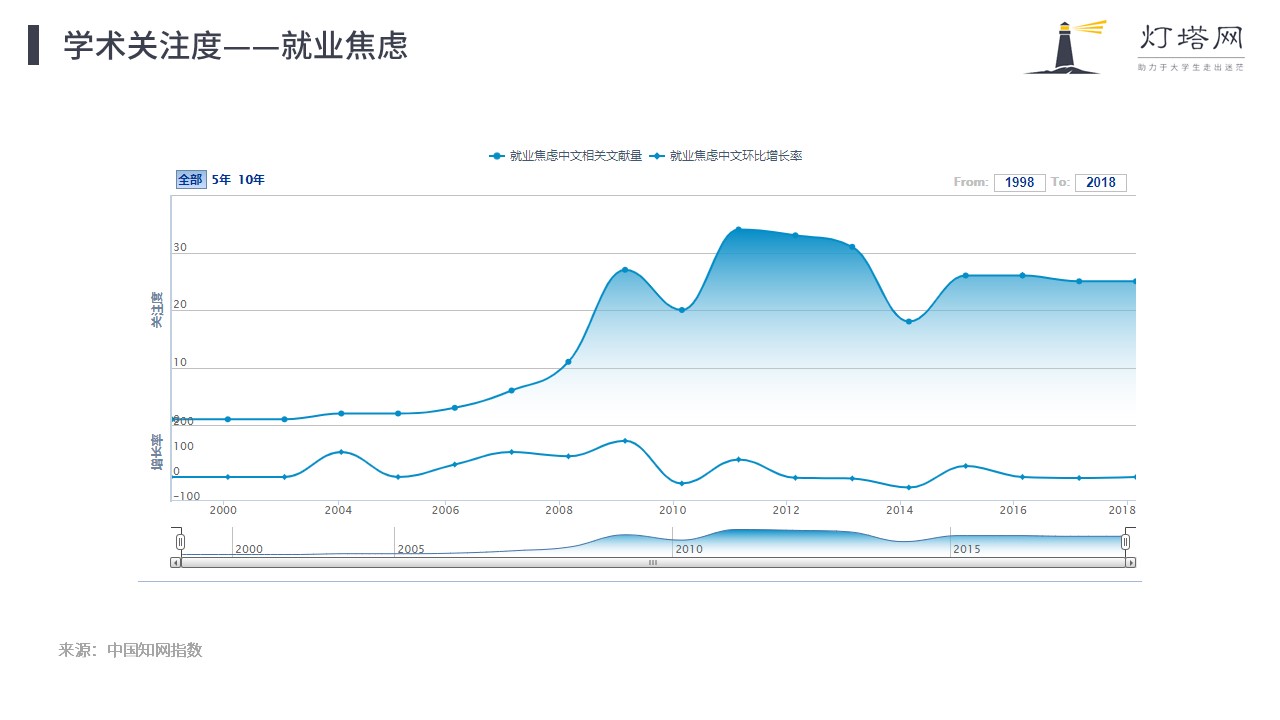 学术关注度——就业焦虑
灯塔网
助力于大学生走出迷茫
就业焦虑中文相关文献量 就业焦虑中文环比增长率
全部 5年 10年
From: 1998 To: 2018
30
20
10
关注度
200
100
0
-100
增长率
2000 2004 2006 2008 2010 2012 2014 2016 2018
2000 2005 2010 2015
来源：中国知网指数